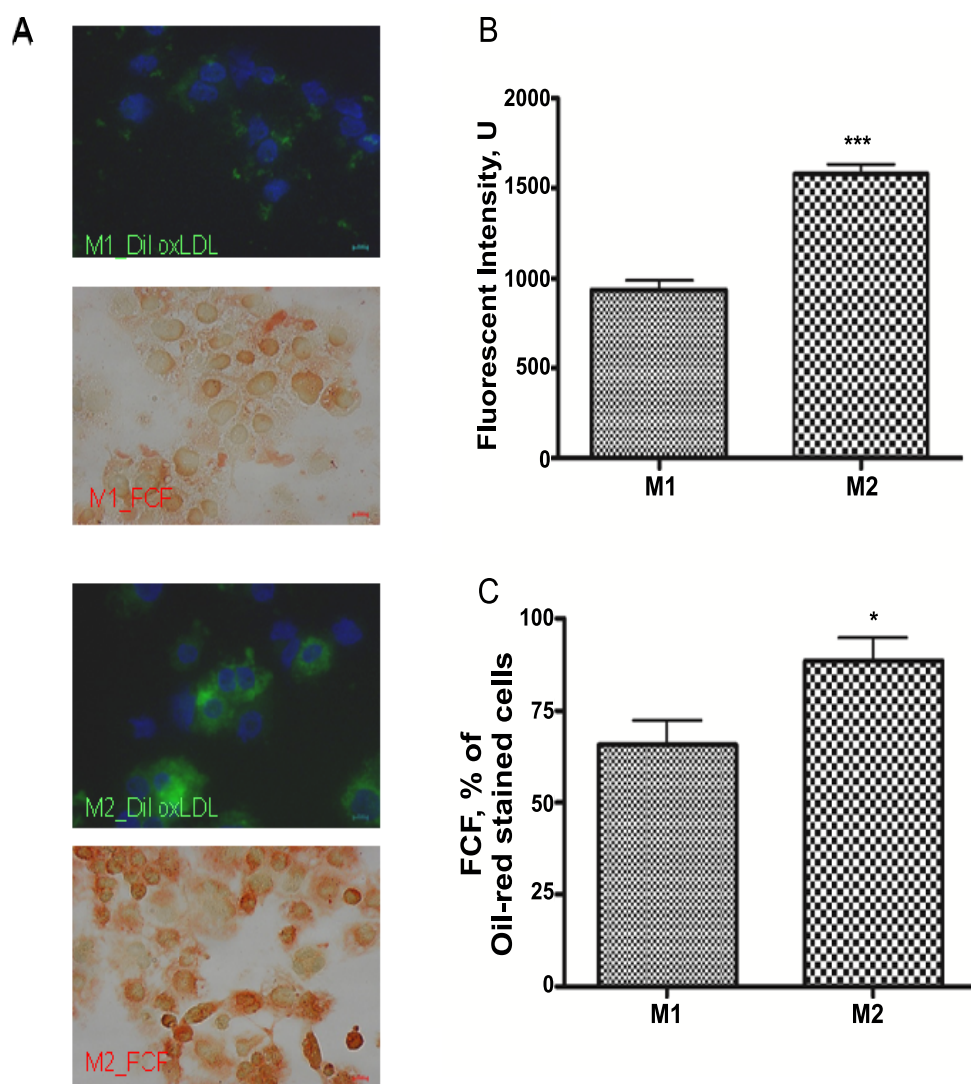 A
M1_DiI oxLDL
M1_FCF
M2_DiI oxLDL
M2_FCF
B
Fluorescent Intensity, U
2000
1500
1000
500
0
***
M1
M2
C
FCF, % of
Oil-red stained cells
100
75
50
25
0
*
M1
M2